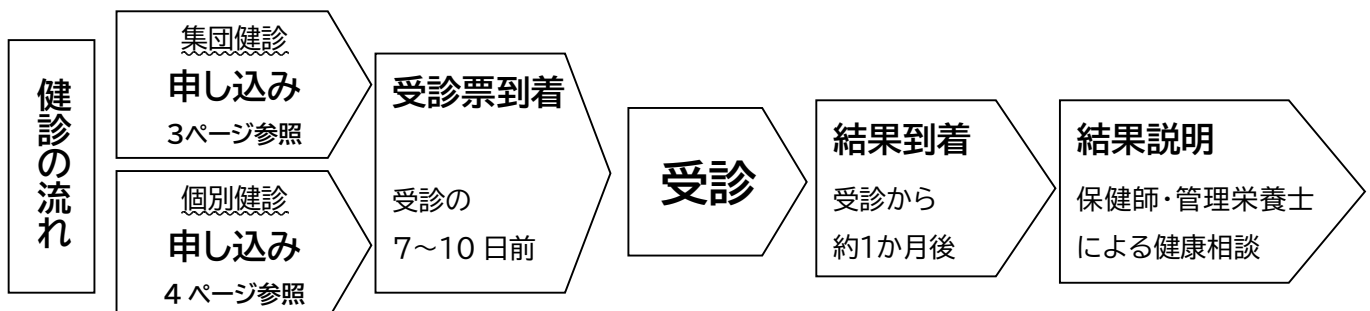 健診の流れ
集団健診
申し込み
3ページ参照
個別健診
申し込み
4 ページ参照
受診票到着
受診の
7～10 日前
受診
結果到着
受診から
約1か月後
結果説明
保健師・管理栄養士
による健康相談